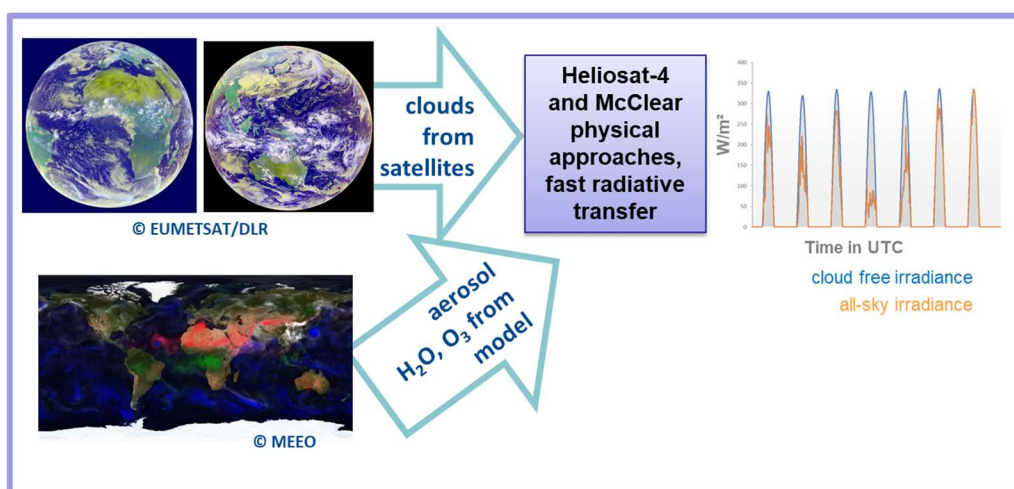 © EUMETSAT/DLR
clouds
from
satellites
© MEEO
aerosol
H₂O, O₃ from
model
Heliosat-4
and McClear
physical
approaches,
fast radiative
transfer
W/m²
400
350
300
250
200
150
100
50
0
Time in UTC
cloud free irradiance
all-sky irradiance